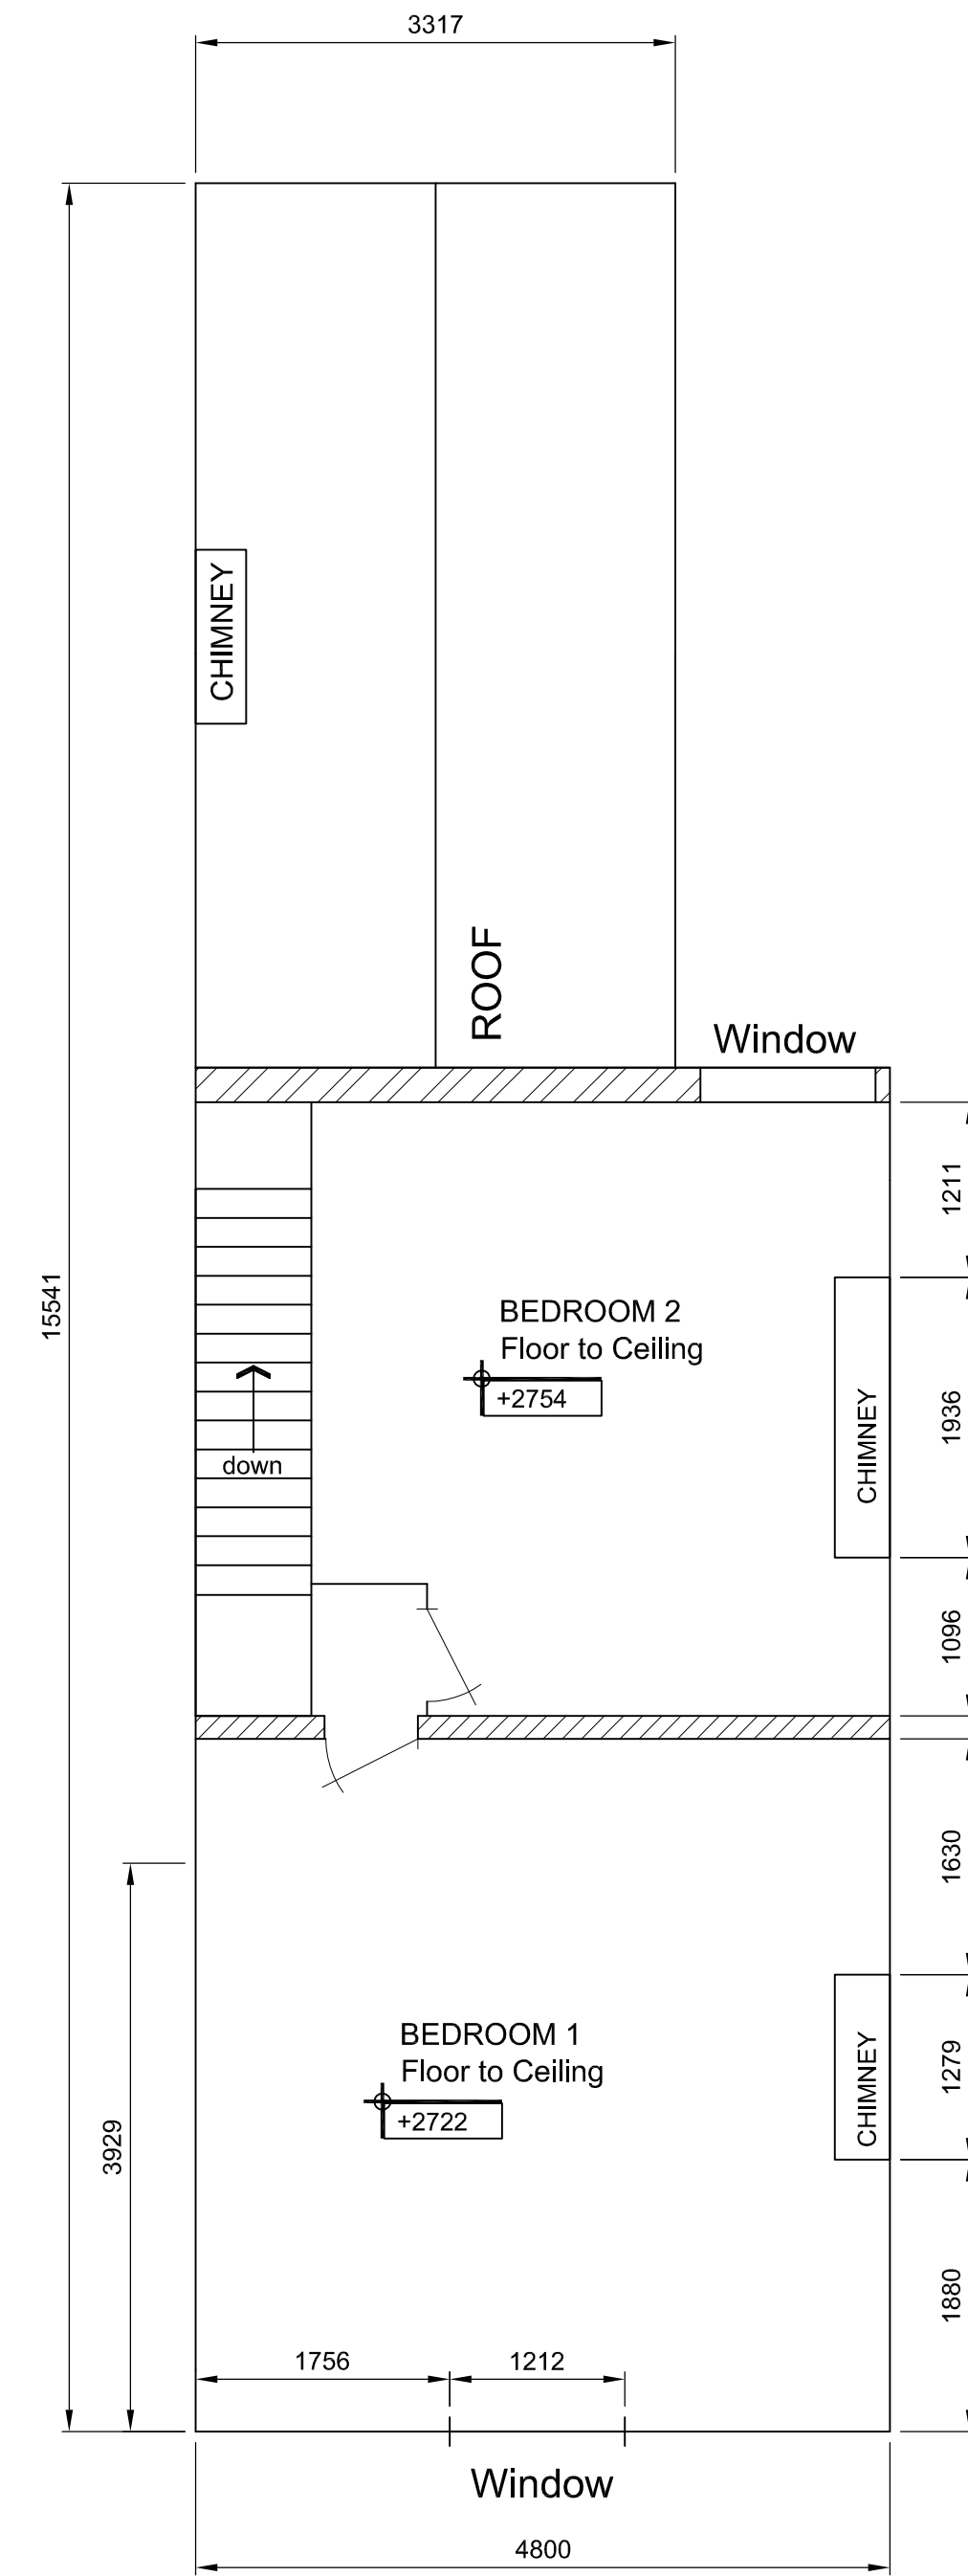 3317
CHIMNEY
ROOF
Window
1211
15541
BEDROOM 2
Floor to Ceiling
+2754
1936
CHIMNEY
down
1096
1630
BEDROOM 1
Floor to Ceiling
+2722
1279
CHIMNEY
3929
1880
1756
1212
Window
4800